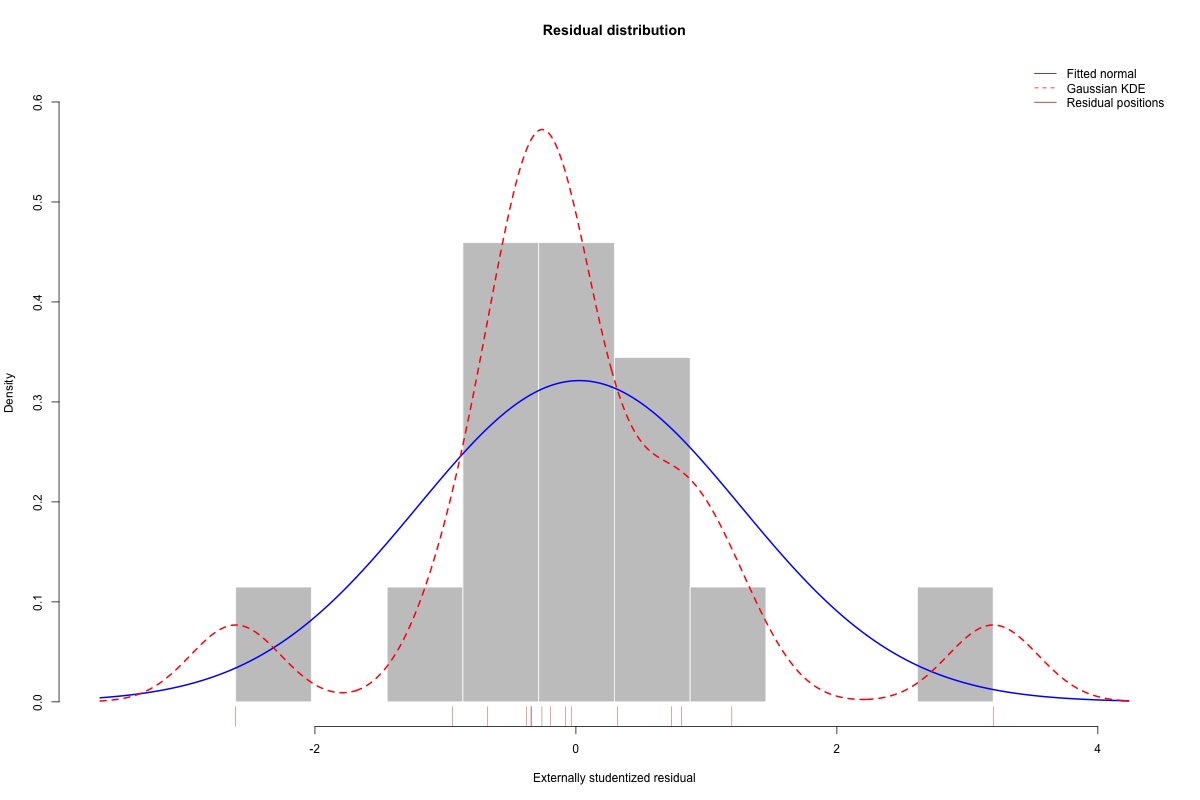 Residual distribution
Fitted normal
Gaussian KDE
Residual positions
0.6
0.5
0.4
0.3
0.2
0.1
0.0
Density
-2 0 2 4
Externally studentized residual